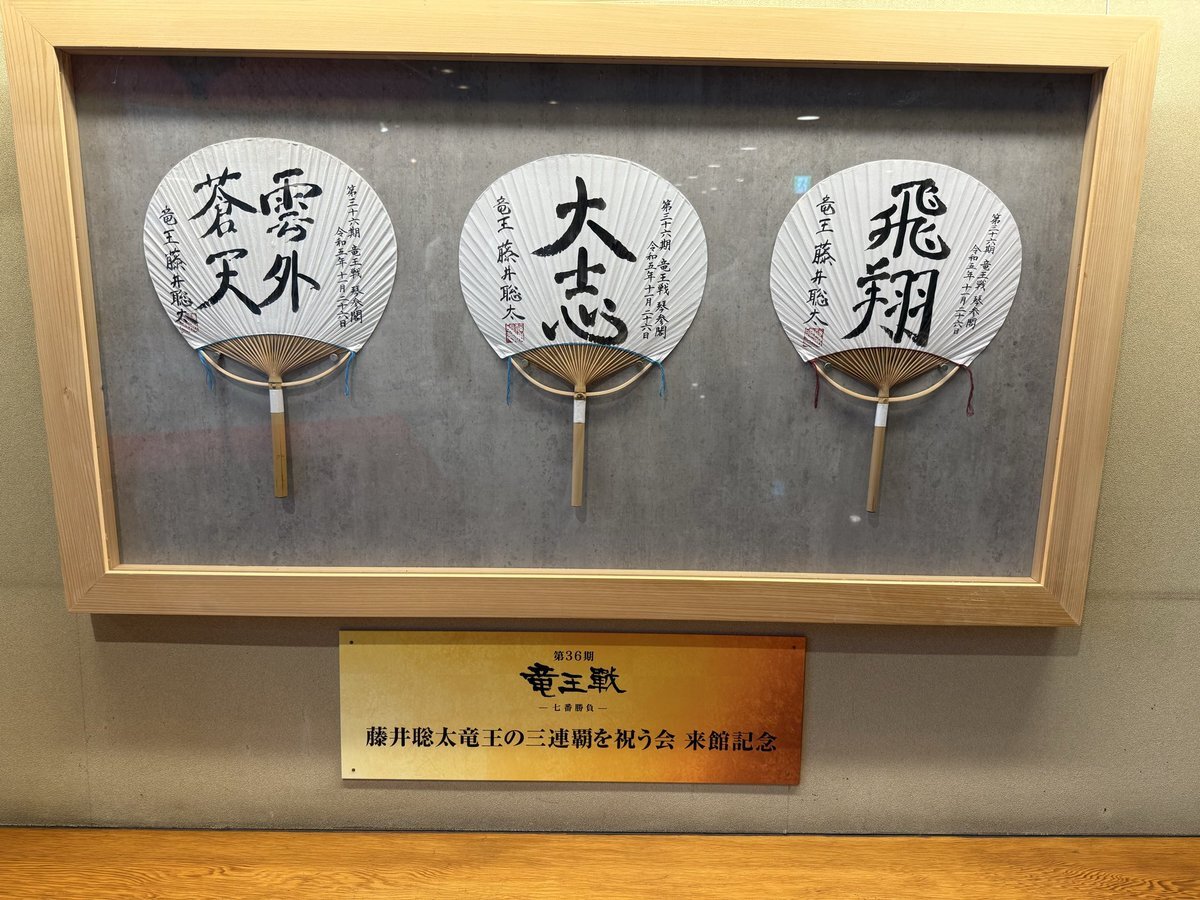 第三十六期 竜王戦 琴参閣
令和五年十一月二十六日
雲外
蒼天
竜王 藤井聡太
第三十六期 竜王戦 琴参閣
令和五年十一月二十六日
大志
竜王 藤井聡太
第三十六期 竜王戦 琴参閣
令和五年十一月二十六日
飛翔
竜王 藤井聡太
第36期
竜王戦
―七番勝負―
藤井聡太竜王の三連覇を祝う会 来館記念